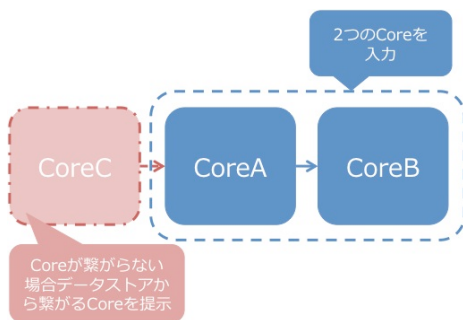 2つのCoreを
入力
CoreC
CoreA
CoreB
Coreが繋がらない
場合データストアか
ら繋がるCoreを提示